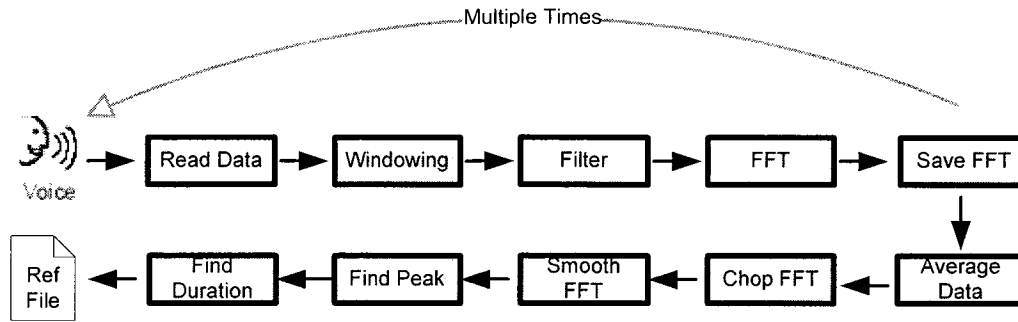 Multiple Times
Voice
Read Data
Windowing
Filter
FFT
Save FFT
Ref
File
Find
Duration
Find Peak
Smooth
FFT
Chop FFT
Average
Data